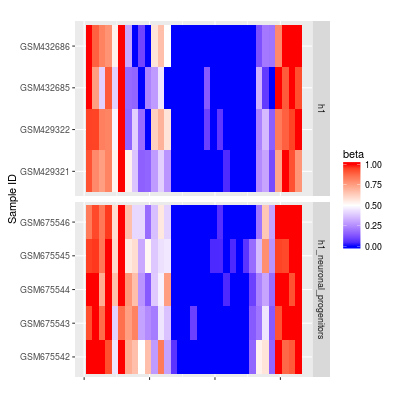 GSM432686
GSM432685
GSM429322
GSM429321
h1
GSM675546
GSM675545
GSM675544
GSM675543
GSM675542
h1_neuronal_progenitors
Sample ID
beta
1.00
0.75
0.50
0.25
0.00